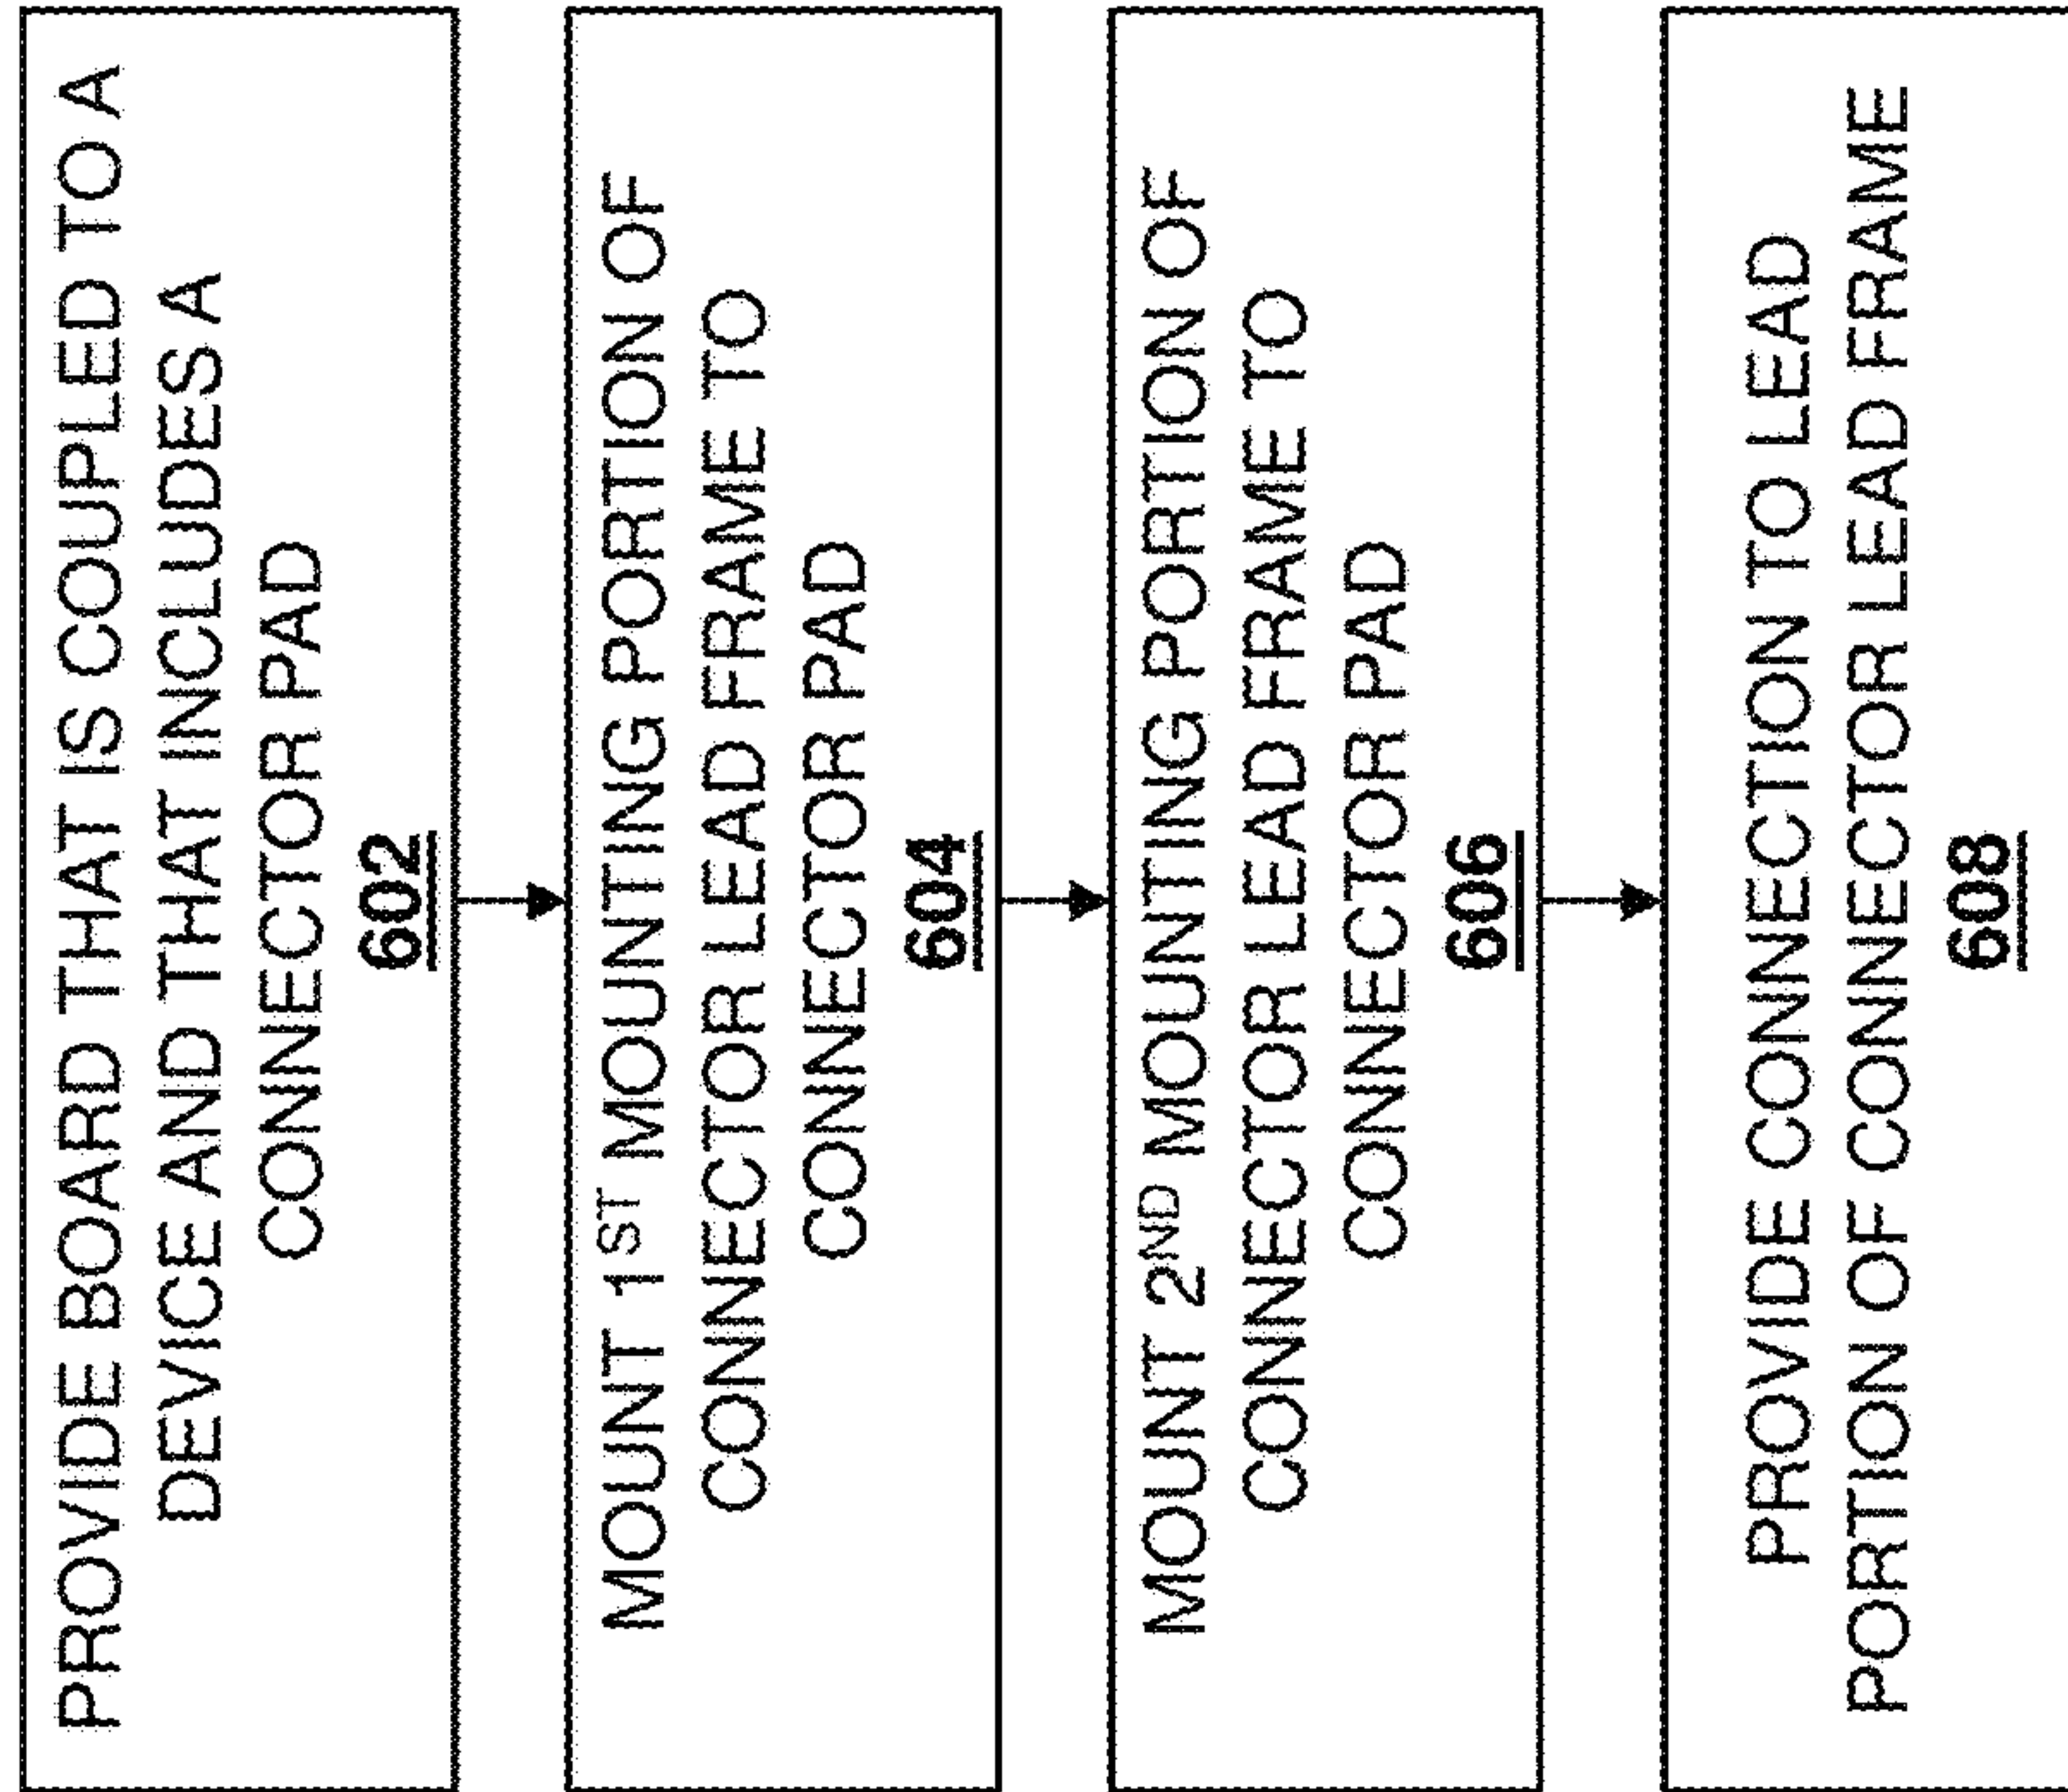 PROVIDE BOARD THAT IS COUPLED TO A
DEVICE AND THAT INCLUDES A
CONNECTOR PAD
602
MOUNT 1ST MOUNTING PORTION OF
CONNECTOR LEAD FRAME TO
CONNECTOR PAD
604
MOUNT 2ND MOUNTING PORTION OF
CONNECTOR LEAD FRAME TO
CONNECTOR PAD
606
PROVIDE CONNECTION TO LEAD
PORTION OF CONNECTOR LEAD FRAME
608